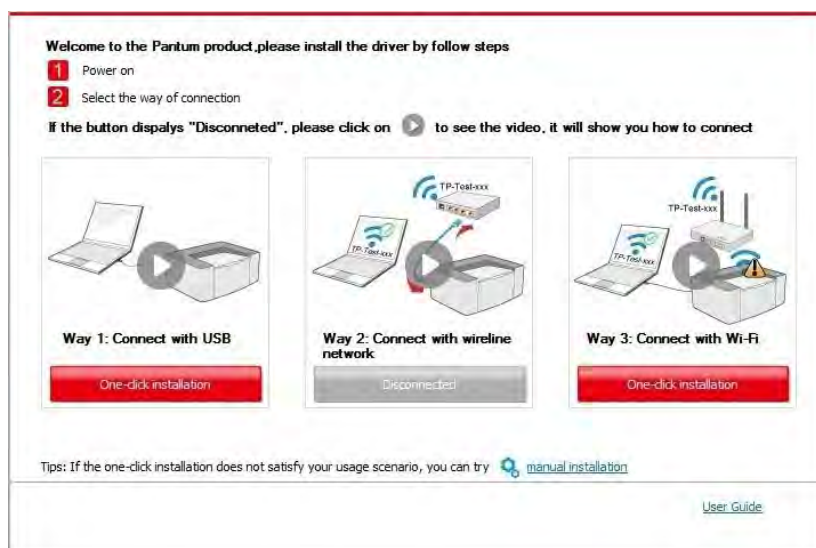 Welcome to the Pantum product,please install the driver by follow steps
1 Power on
2 Select the way of connection
If the button dispalys "Disconneted", please click on to see the video, it will show you how to connect
TP-Test-xxx
TP-Test-xxx
TP-Test-xxx
TP-Test-xxx
Way 1: Connect with USB
Way 2: Connect with wireline
network
Way 3: Connect with Wi-Fi
One-click installation
Disconnected
One-click installation
Tips: If the one-click installation does not satisfy your usage scenario, you can try manual installation
User Guide